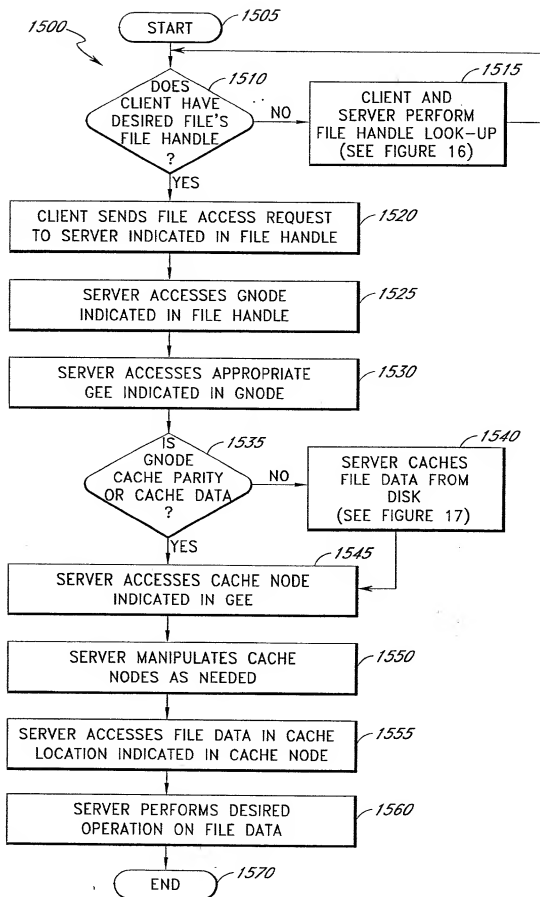 1500
START
1505
DOES
CLIENT HAVE
DESIRED FILE'S
FILE HANDLE
?
1510
NO
CLIENT AND
SERVER PERFORM
FILE HANDLE LOOK-UP
(SEE FIGURE 16)
1515
YES
CLIENT SENDS FILE ACCESS REQUEST
TO SERVER INDICATED IN FILE HANDLE
1520
SERVER ACCESSES GNODE
INDICATED IN FILE HANDLE
1525
SERVER ACCESSES APPROPRIATE
GEE INDICATED IN GNODE
1530
IS
GNODE
CACHE PARITY
OR CACHE DATA
?
1535
NO
SERVER CACHES
FILE DATA FROM
DISK
(SEE FIGURE 17)
1540
YES
SERVER ACCESSES CACHE NODE
INDICATED IN GEE
1545
SERVER MANIPULATES CACHE
NODES AS NEEDED
1550
SERVER ACCESSES FILE DATA IN CACHE
LOCATION INDICATED IN CACHE NODE
1555
SERVER PERFORMS DESIRED
OPERATION ON FILE DATA
1560
END
1570